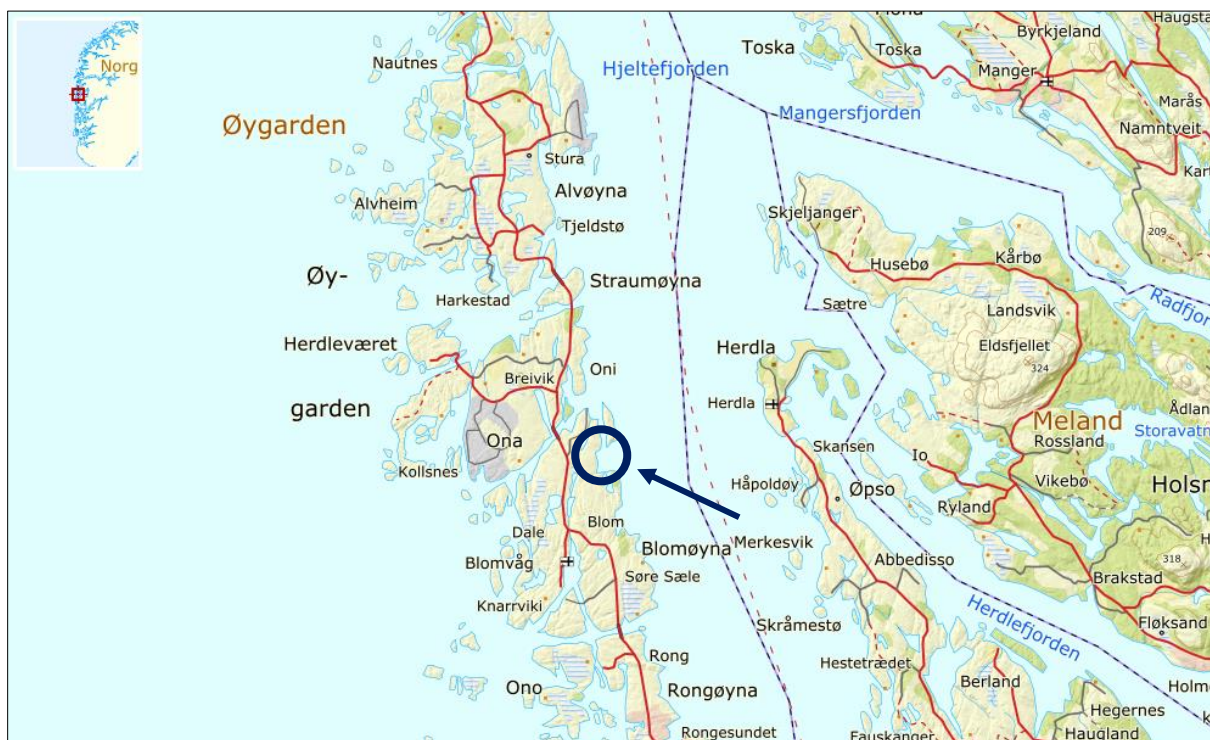 Norg
Nautnes
Øygarden
Stura
Alvøyna
Alvheim
Tjeldstø
Øy-
Straumøyna
Harkestad
Herdleværet
Oni
Breivik
garden
Ona
Kollsnes
Dale
Blom
Blomøyna
Blomvåg
Søre Sæle
Knarrviki
Rong
Ono
Rongøyna
Rongesundet
Toska
Toska
Hjeltefjorden
Mangersfjorden
Byrkjeland
Haugsta
Manger
Marås
Namntveit
Kart
209
Skjeljanger
Husebø
Kårbø
Sætre
Landsvik
Radfjor
Eldsfjellet
324
Herdla
Herdla
Meland
Ådlan
Skansen
Io
Rossland
Storavatn
Håpoldøy
Øpso
Vikebø
Holsn
Ryland
Merkesvik
Abbedisso
318
Brakstad
Skråmestø
Herdlefjorden
Fløksand
Hestetrædet
Berland
Holme
Hegernes
Fauskanger
Haugland